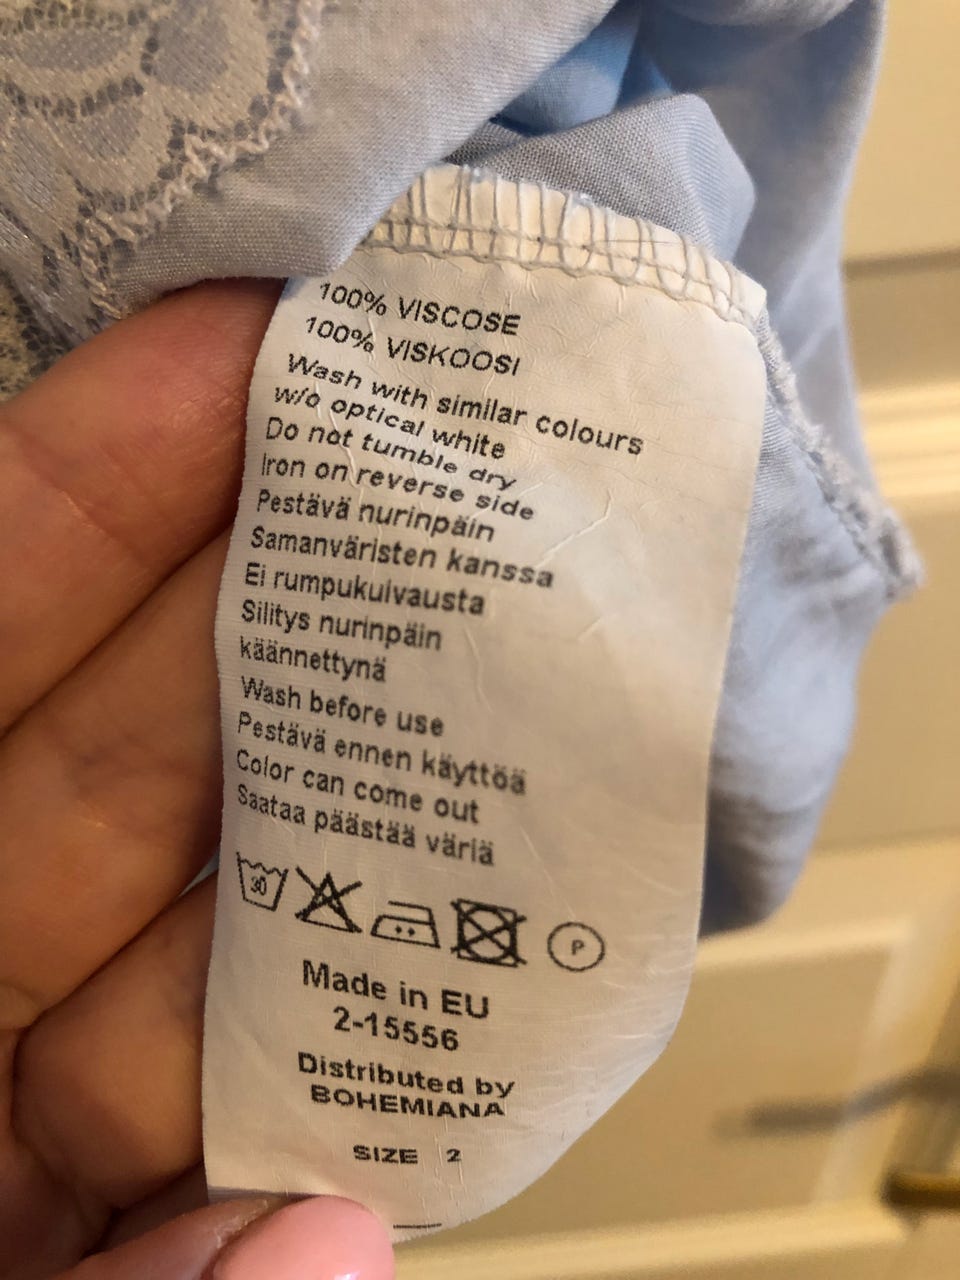 100% VISCOSE
100% VISKOOSI
Wash with similar colours
w/o optical white
Do not tumble dry
Iron on reverse side
Pestävä nurinpäin
Samanväristen kanssa
Ei rumpukuivausta
Silitys nurinpäin
käännettynä
Wash before use
Pestävä ennen käyttöä
Color can come out
Saataa päästää väriä
30
P
Made in EU
2-15556
Distributed by
BOHEMIANA
SIZE 2